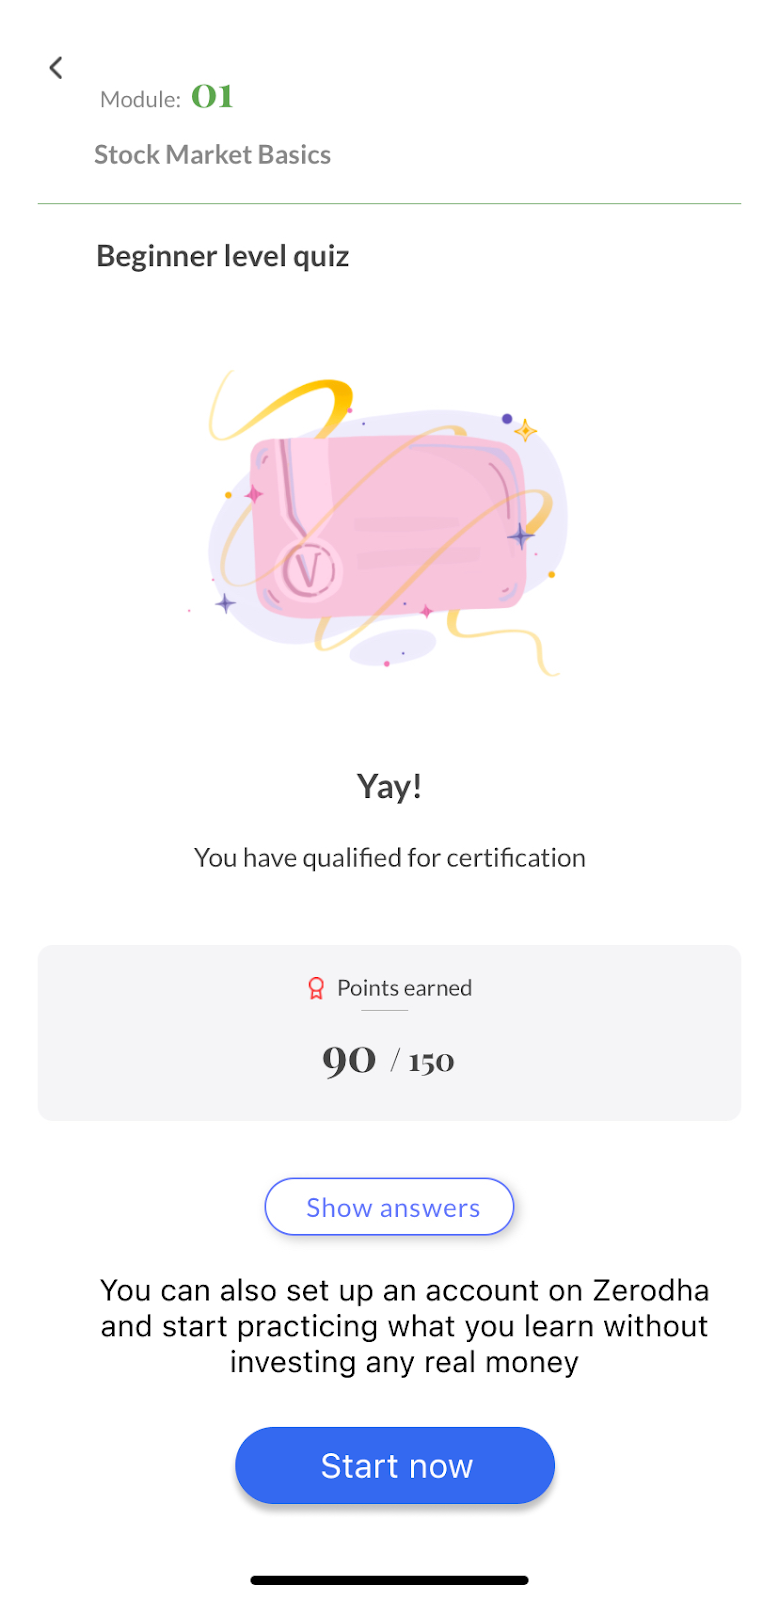 Module: 01
Stock Market Basics
Beginner level quiz
V
Yay!
You have qualified for certification
Points earned
90 / 150
Show answers
You can also set up an account on Zerodha
and start practicing what you learn without
investing any real money
Start now